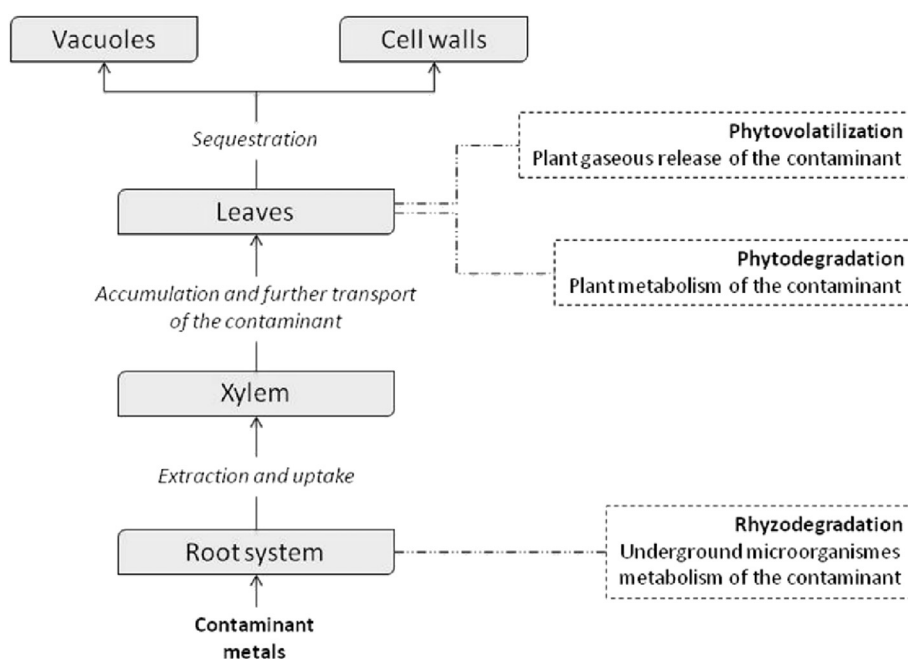 Vacuoles
Cell walls
Sequestration
Phytovolatilization
Plant gaseous release of the contaminant
Leaves
Phytodegradation
Plant metabolism of the contaminant
Accumulation and further transport
of the contaminant
Xylem
Extraction and uptake
Rhyzodegradation
Underground microorganismes
metabolism of the contaminant
Root system
Contaminant
metals